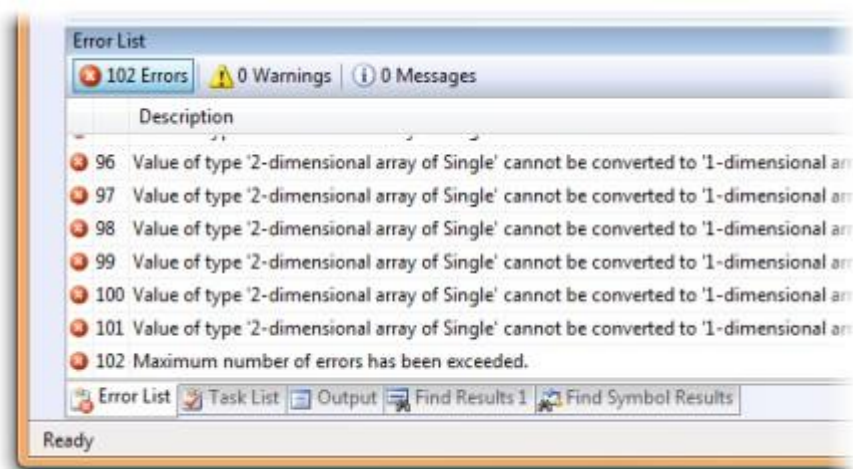 Error List
102 Errors 0 Warnings 0 Messages
Description
96 Value of type '2-dimensional array of Single' cannot be converted to '1-dimensional ar
97 Value of type '2-dimensional array of Single' cannot be converted to '1-dimensional ar
98 Value of type '2-dimensional array of Single' cannot be converted to '1-dimensional ar
99 Value of type '2-dimensional array of Single' cannot be converted to '1-dimensional ar
100 Value of type '2-dimensional array of Single' cannot be converted to '1-dimensional ar
101 Value of type '2-dimensional array of Single' cannot be converted to '1-dimensional ar
102 Maximum number of errors has been exceeded.
Error List Task List Output Find Results 1 Find Symbol Results
Ready